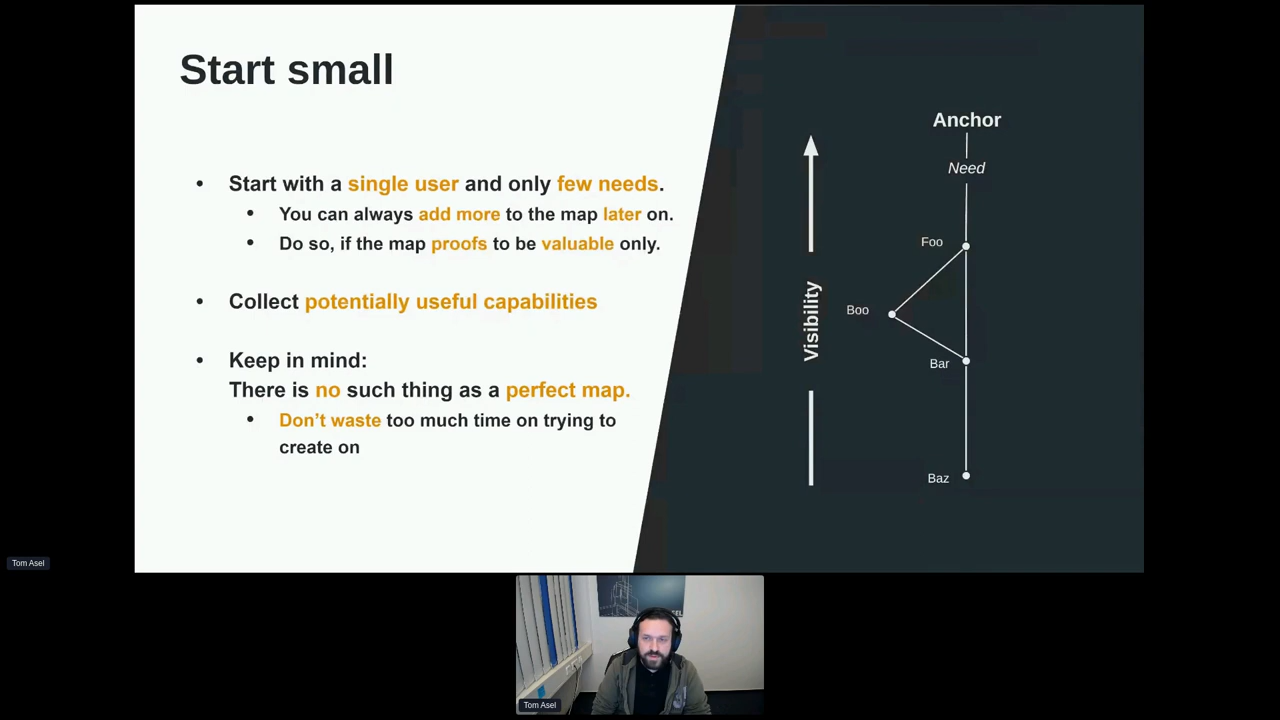 Start small
• Start with a single user and only few needs.
• You can always add more to the map later on.
• Do so, if the map proofs to be valuable only.
• Collect potentially useful capabilities
• Keep in mind:
There is no such thing as a perfect map.
• Don’t waste too much time on trying to
create on
Anchor
Need
Visibility
Foo
Boo
Bar
Baz
Tom Asel
Tom Asel